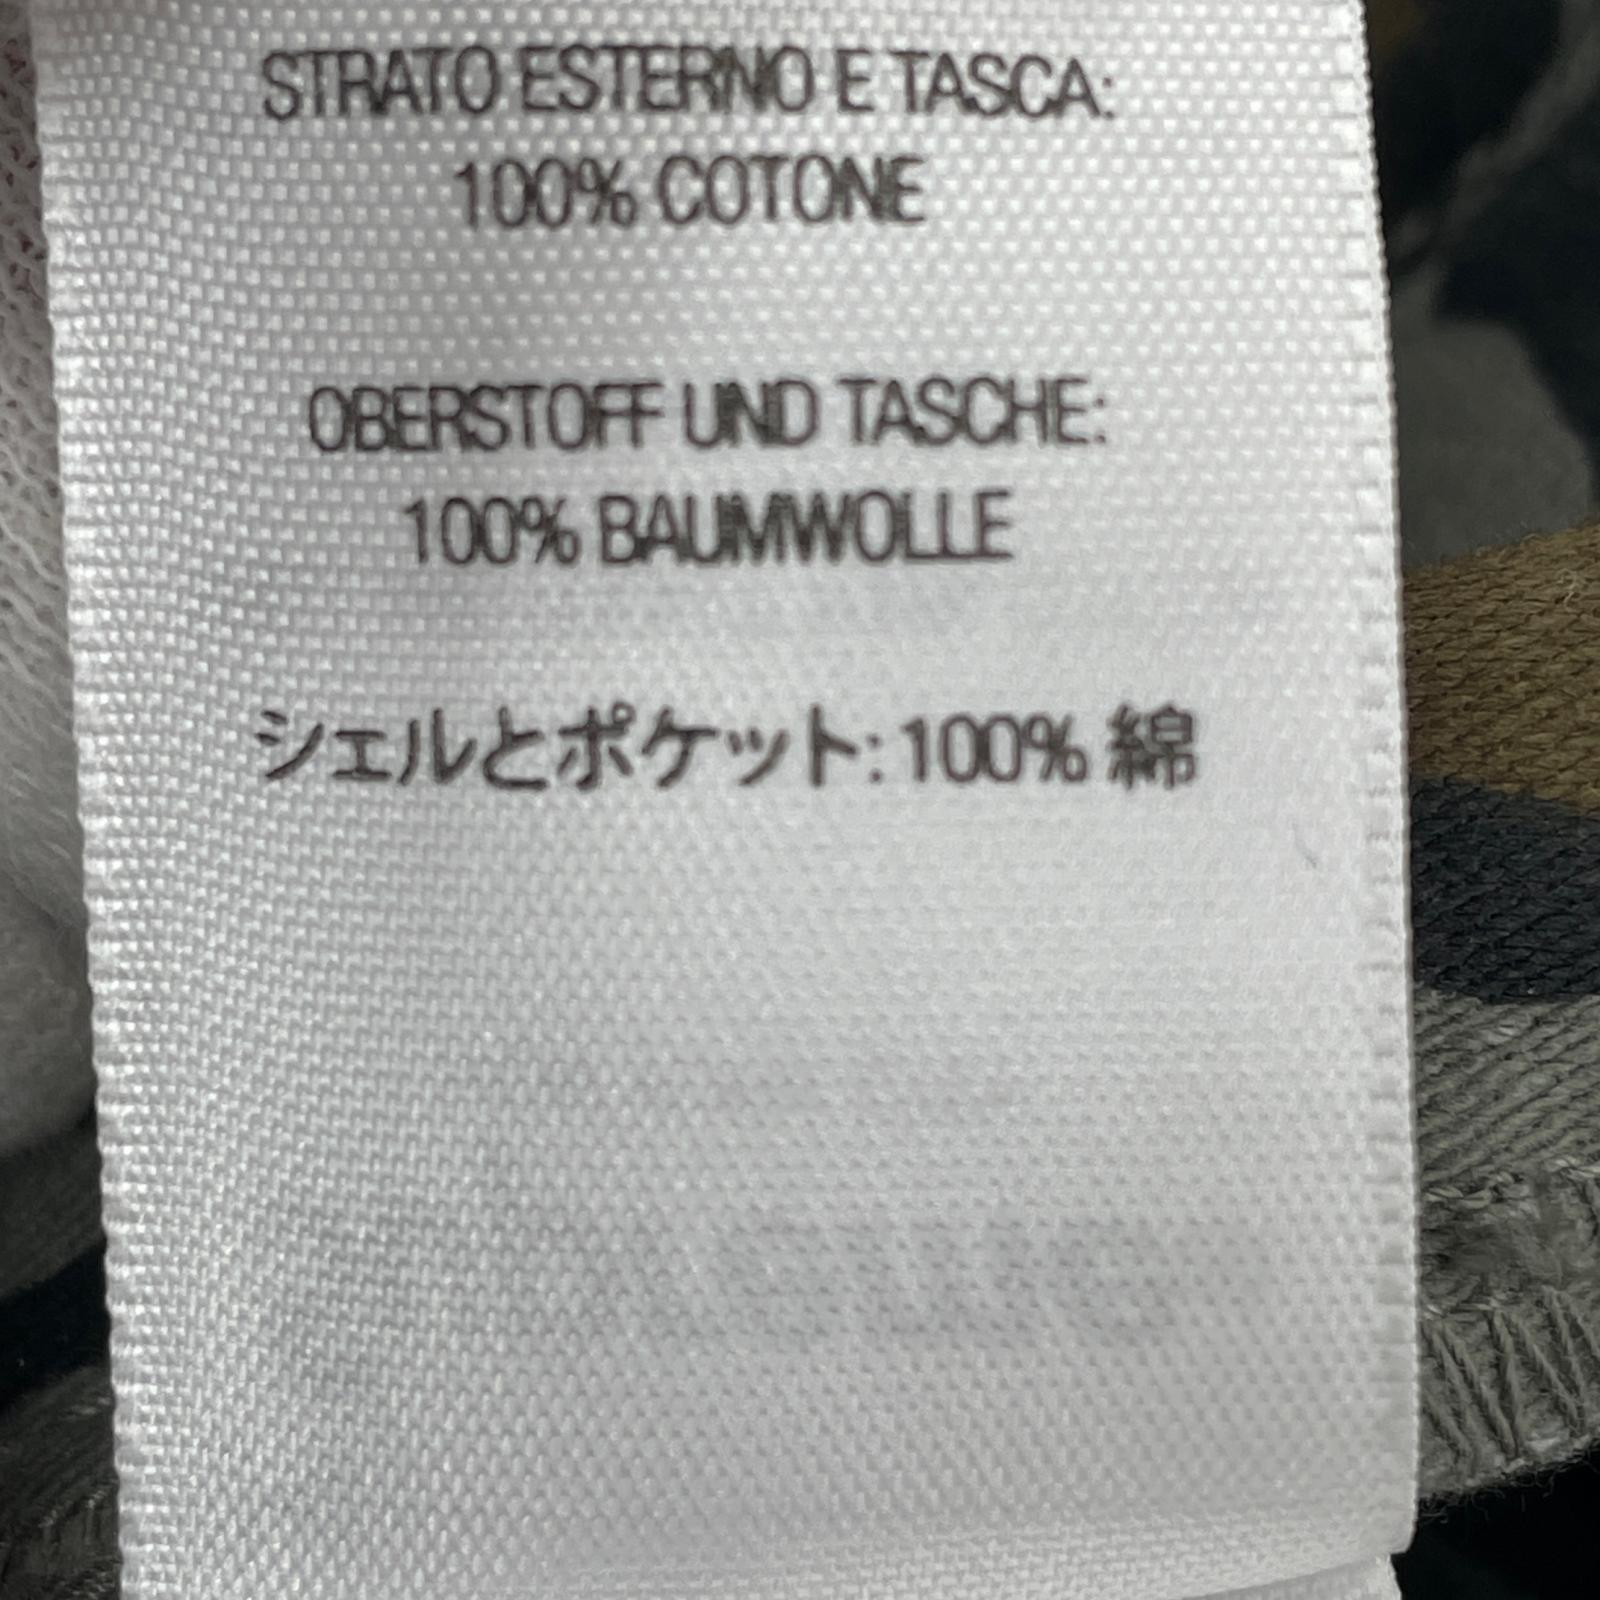 STRATO ESTERNO E TASCA:
100% COTONE
OBERSTOFF UND TASCHE:
100% BAUMWOLLE
シェルとポケット: 100% 綿